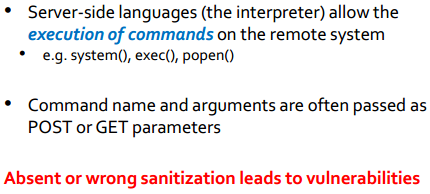 • Server-side languages (the interpreter) allow the
execution of commands on the remote system
• e.g. system(), exec(), popen()
• Command name and arguments are often passed as
POST or GET parameters
Absent or wrong sanitization leads to vulnerabilities